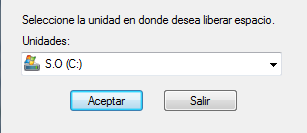 Seleccione la unidad en donde desea liberar espacio.
Unidades:
S.O (C:)
Aceptar Salir